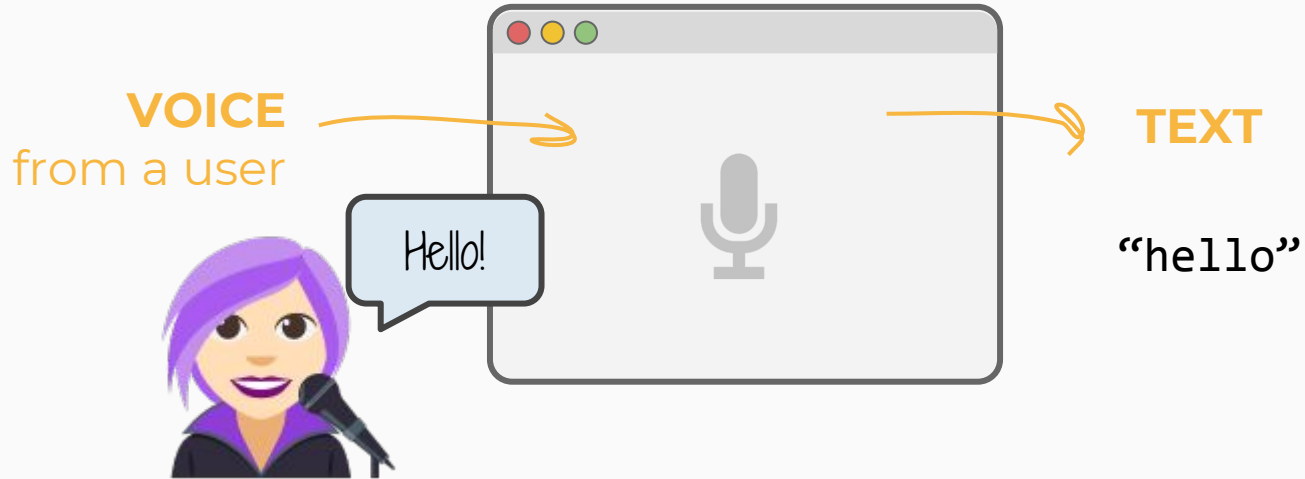 VOICE
from a user
Hello!
TEXT
“hello”